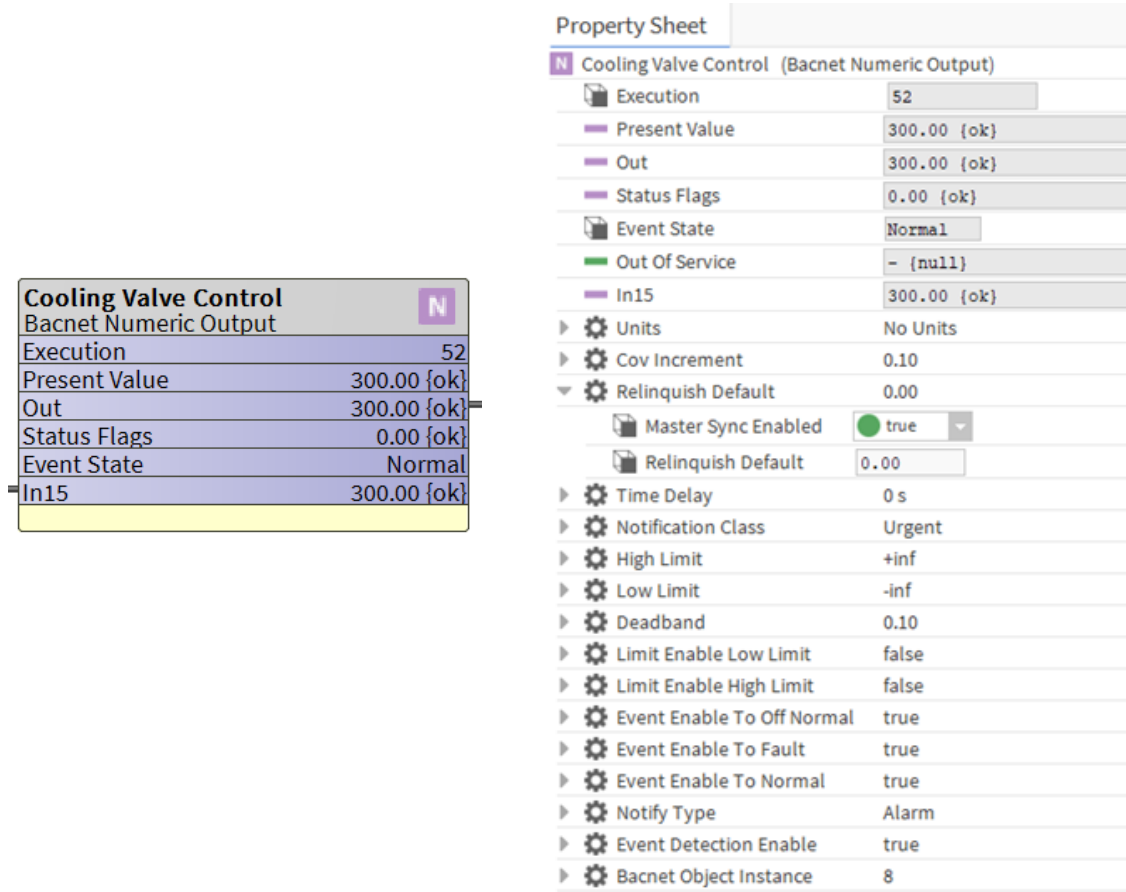 Cooling Valve Control N
Bacnet Numeric Output
Execution 52
Present Value 300.00 {ok}
Out 300.00 {ok}
Status Flags 0.00 {ok}
Event State Normal
In15 300.00 {ok}
Property Sheet
N Cooling Valve Control (Bacnet Numeric Output)
Execution 52
Present Value 300.00 {ok}
Out 300.00 {ok}
Status Flags 0.00 {ok}
Event State Normal
Out Of Service - {null}
In15 300.00 {ok}
Units No Units
Cov Increment 0.10
Relinquish Default 0.00
Master Sync Enabled true
Relinquish Default 0.00
Time Delay 0 s
Notification Class Urgent
High Limit +inf
Low Limit -inf
Deadband 0.10
Limit Enable Low Limit false
Limit Enable High Limit false
Event Enable To Off Normal true
Event Enable To Fault true
Event Enable To Normal true
Notify Type Alarm
Event Detection Enable true
Bacnet Object Instance 8